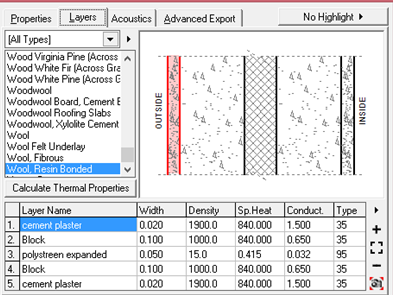 Properties Layers Acoustics Advanced Export No Highlight
[All Types]
Wood Virginia Pine (Across
Wood White Fir (Across Gra
Wood White Pine (Across G
Woodwool
Woodwool Board, Cement B
Woodwool Roofing Slabs
Woodwool, Xylolite Cement
Wool
Wool Felt Underlay
Wool, Fibrous
Wool, Resin Bonded
Calculate Thermal Properties
OUTSIDE
INSIDE
Layer Name Width Density Sp.Heat Conduct. Type
1. cement plaster 0.020 1900.0 840.000 1.500 35
2. Block 0.100 1000.0 840.000 0.650 35
3. polystreen expanded 0.050 15.0 0.415 0.032 95
4. Block 0.100 1000.0 840.000 0.650 35
5. cement plaster 0.020 1900.0 840.000 1.500 35